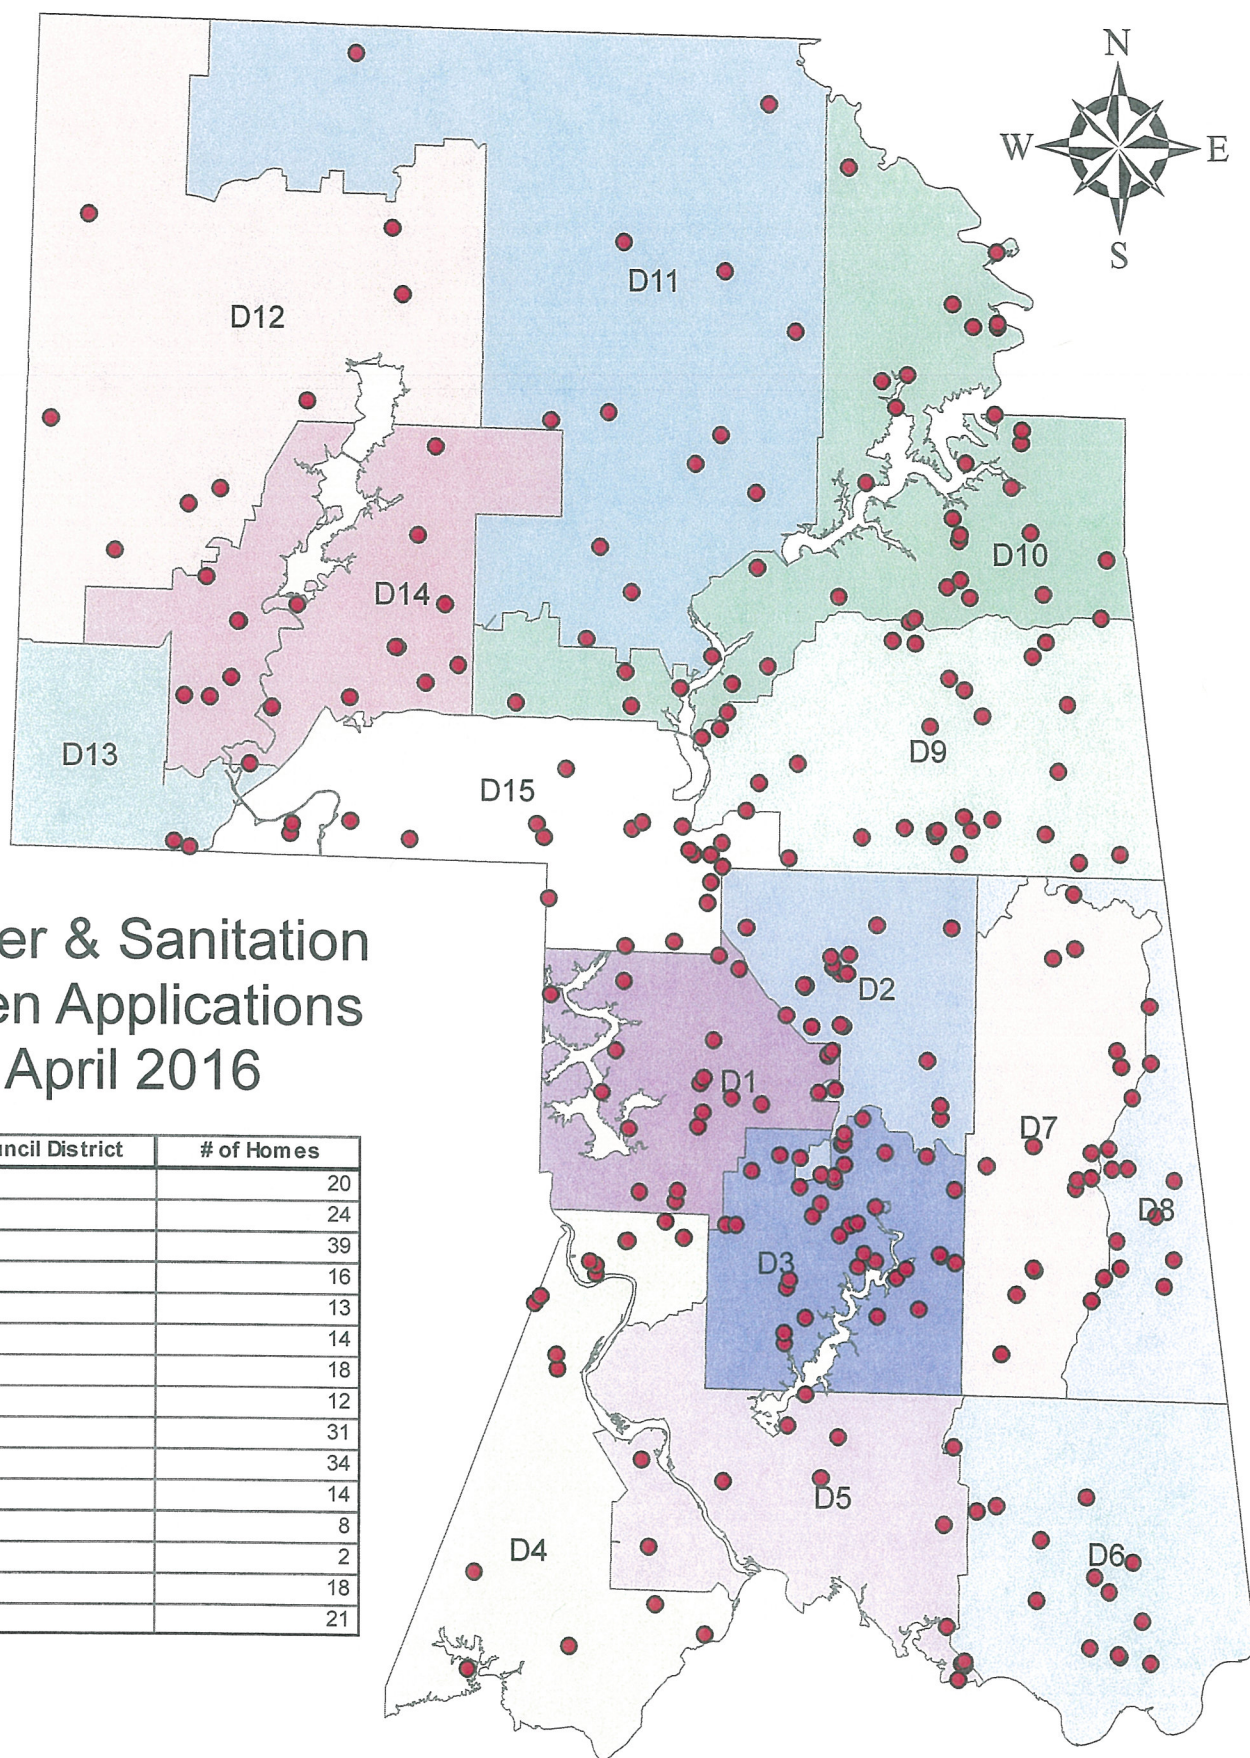 N
W E
S
D11
D12
D10
D14
D9
D13
D15
er & Sanitation
en Applications
April 2016
D2
D1
D7
D8
D3
D5
D4
D6
ncil District # of Homes
20
24
39
16
13
14
18
12
31
34
14
8
2
18
21